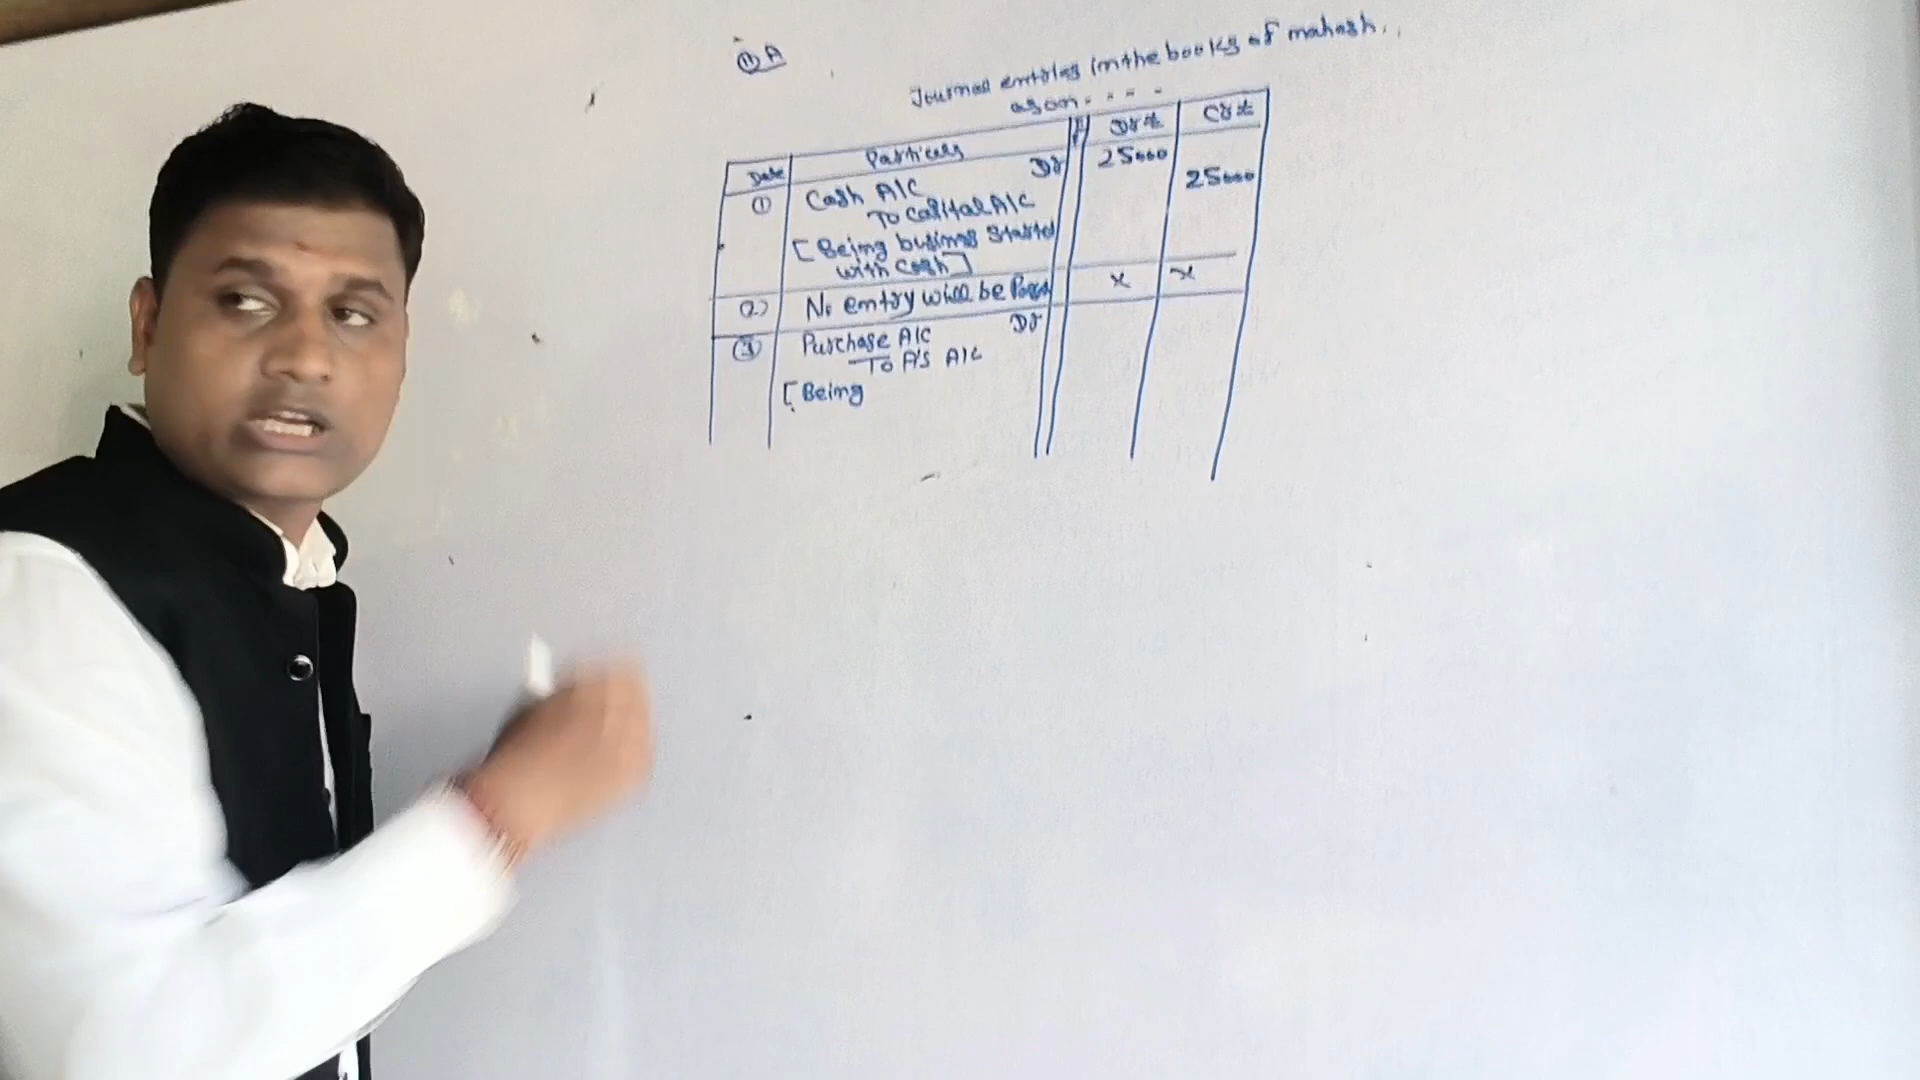 ① A
Journal entries in the books of mahesh..
as on - - - -
Date Particulars Dr ₹ Cr ₹
① Cash A/C Dr 25000
To Capital A/C 25000
[Being business started
with cash]
② No entry will be Passed x x
③ Purchase A/C Dr
To A's A/C
[Being